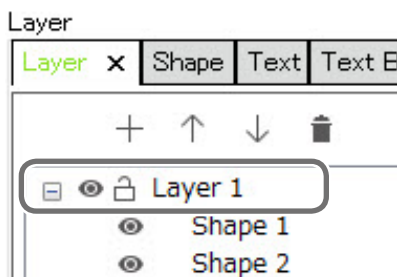 Layer
Layer Shape Text Text B
Layer 1
Shape 1
Shape 2